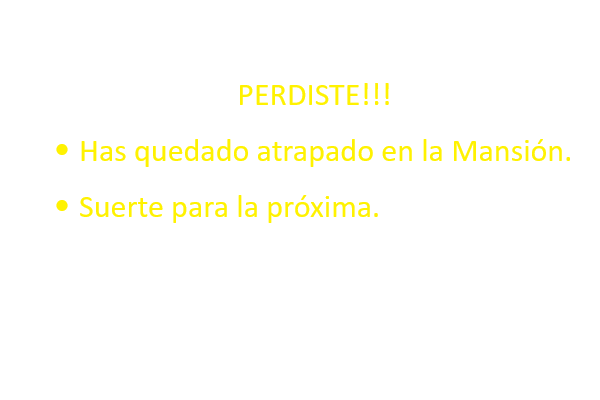 PERDISTE!!!
• Has quedado atrapado en la Mansión.
• Suerte para la próxima.